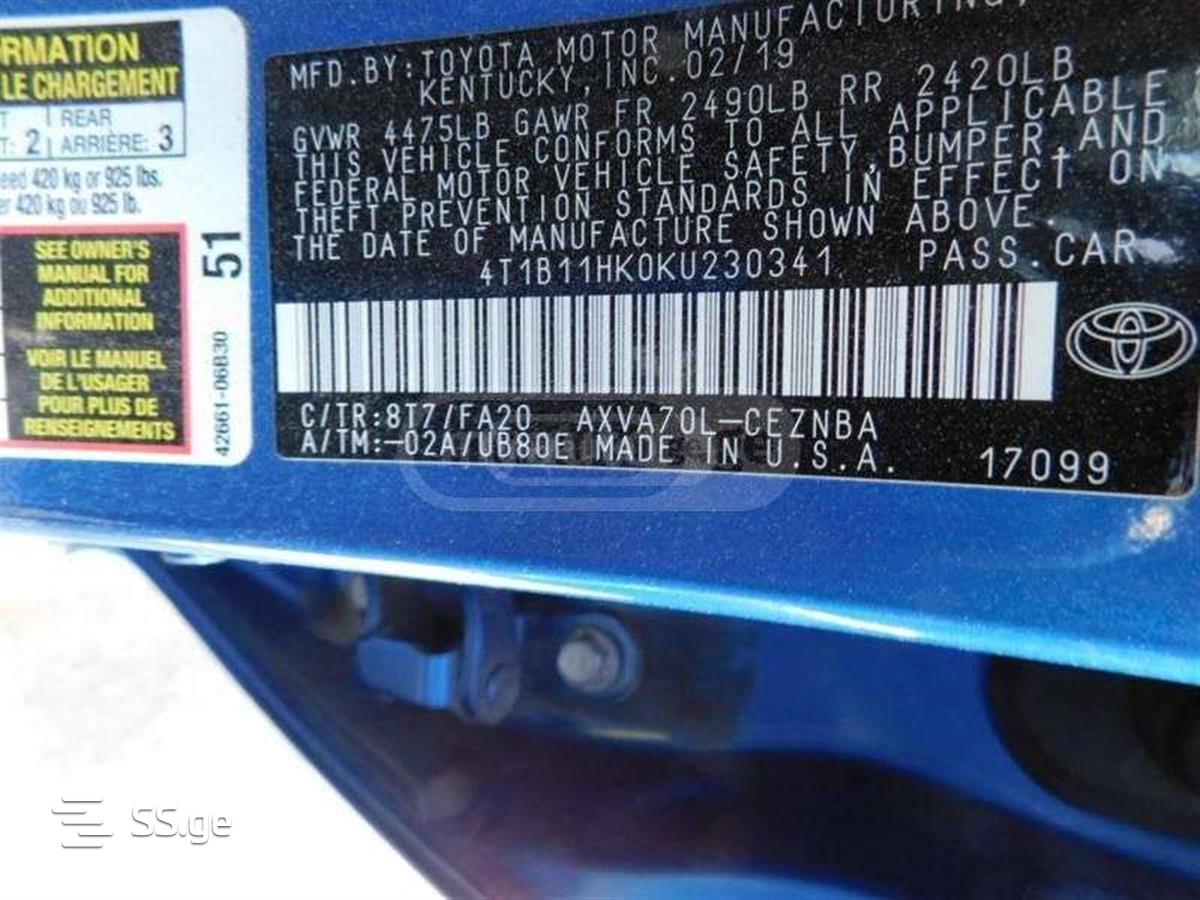 ORMATION
LE CHARGEMENT
REAR
: 2
ARRIÈRE: 3
eed 420 kg or 925 lbs.
er 420 kg ou 925 lb.
SEE OWNER'S
MANUAL FOR
ADDITIONAL
INFORMATION
VOIR LE MANUEL
DE L'USAGER
POUR PLUS DE
RENSEIGNEMENTS
51
42661-06B30
MFD.BY:TOYOTA MOTOR MANUFACTURING,
KENTUCKY, INC.02/19
GVWR 4475LB GAWR FR 2490LB RR 2420LB
THIS VEHICLE CONFORMS TO ALL APPLICABLE
FEDERAL MOTOR VEHICLE SAFETY,BUMPER,AND
THEFT PREVENTION STANDARDS IN EFFECT ON
THE DATE OF MANUFACTURE SHOWN ABOVE
4T1B11HK0KU230341 PASS.CAR
C/TR:8T7/FA20 AXVA70L-CEZNBA
A/TM:-02A/UB80E MADE IN U.S.A. 17099
SS.ge